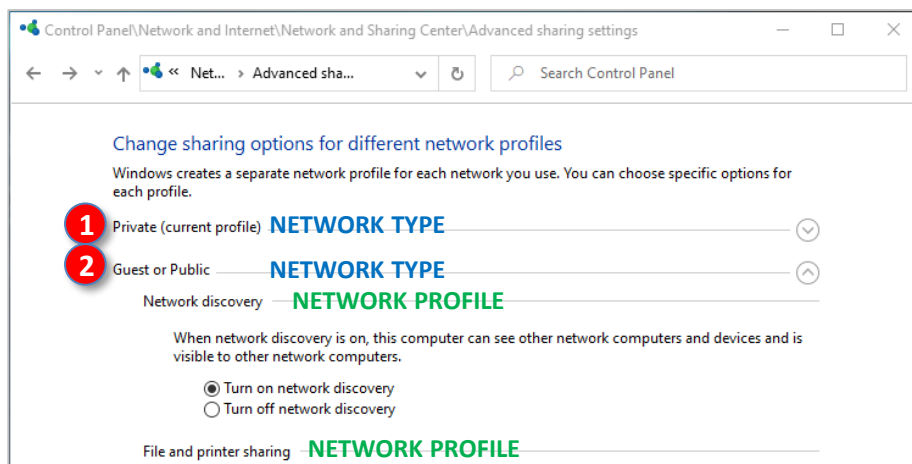 Control Panel\Network and Internet\Network and Sharing Center\Advanced sharing settings
« Net... > Advanced sha...
Search Control Panel
Change sharing options for different network profiles
Windows creates a separate network profile for each network you use. You can choose specific options for
each profile.
1 Private (current profile) NETWORK TYPE
2 Guest or Public NETWORK TYPE
Network discovery NETWORK PROFILE
When network discovery is on, this computer can see other network computers and devices and is
visible to other network computers.
Turn on network discovery
Turn off network discovery
File and printer sharing NETWORK PROFILE